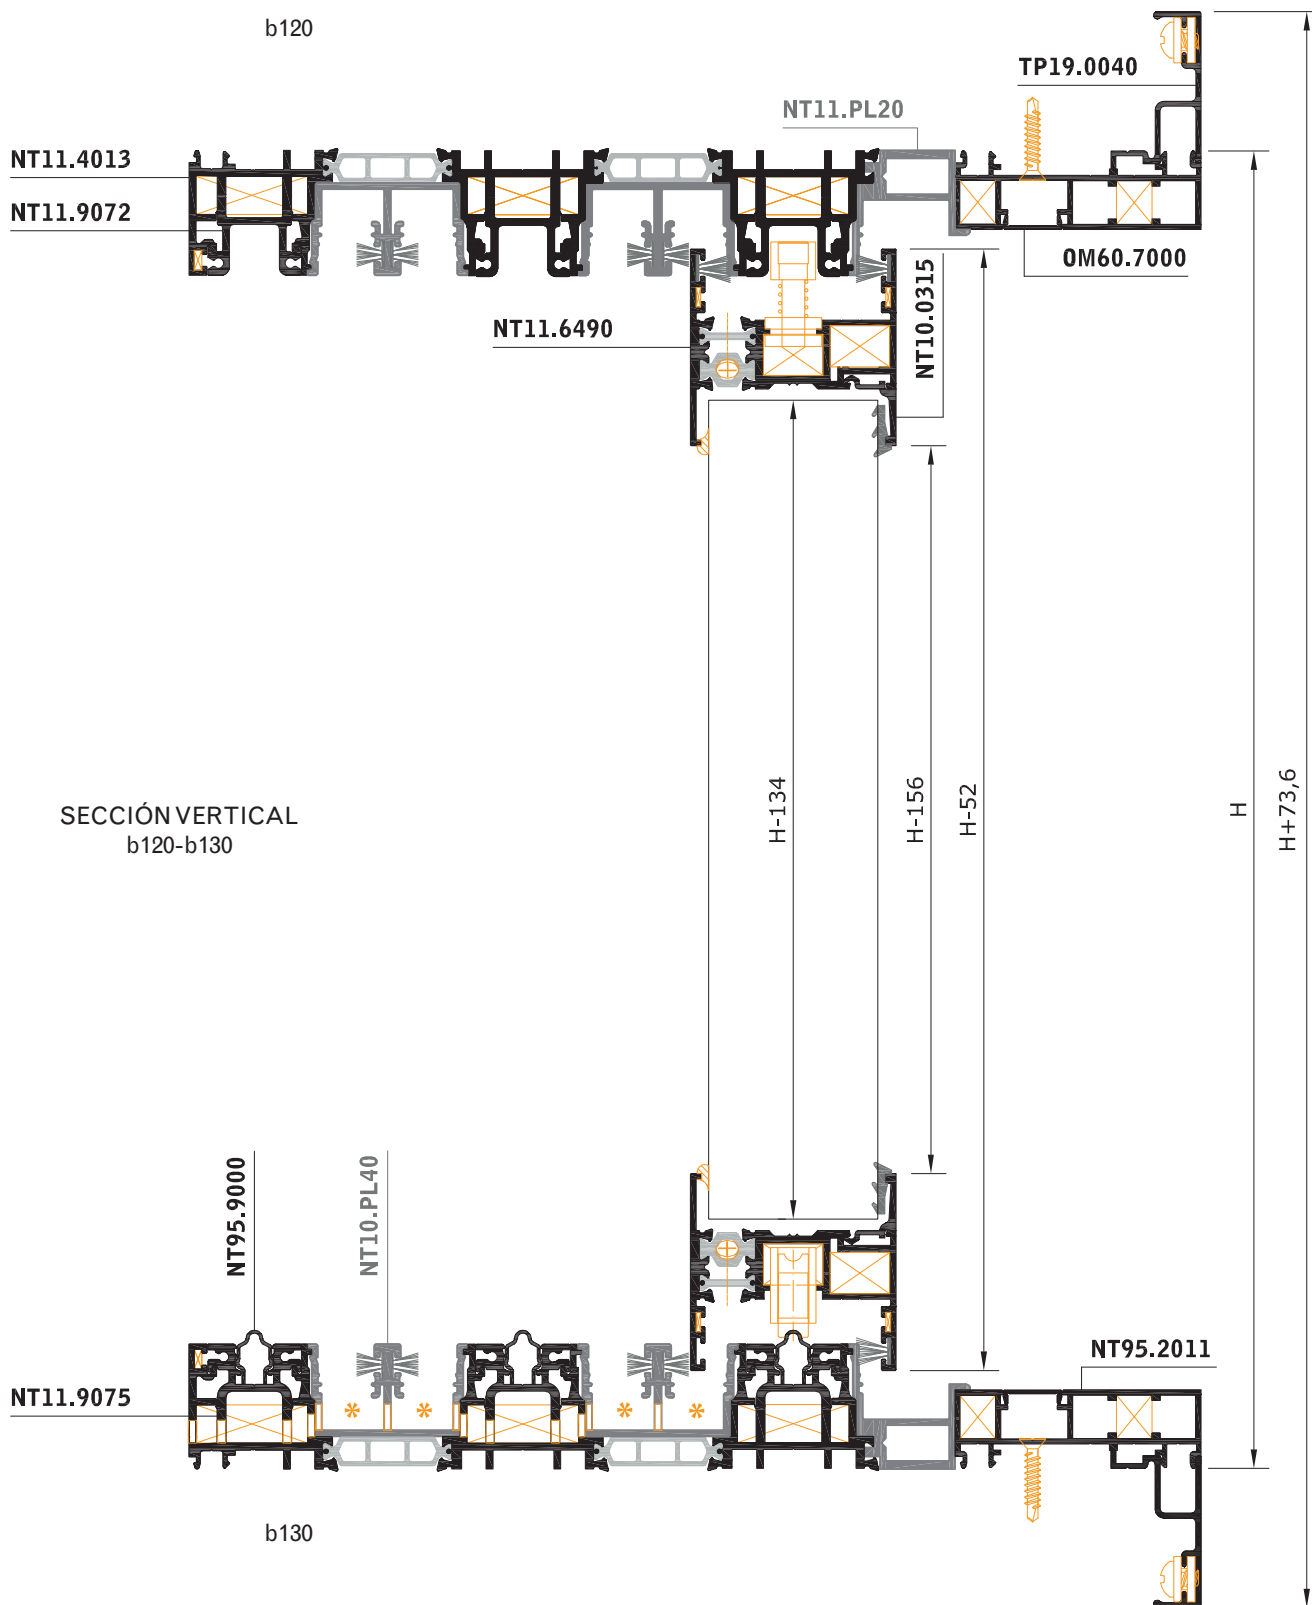 b120
TP19.0040
NT11.PL20
NT11.4013
NT11.9072
OM60.7000
NT10.0315
NT11.6490
H-134
H-156
H-52
H
H+73,6
SECCIÓN VERTICAL
b120-b130
NT95.9000
NT10.PL40
NT95.2011
NT11.9075
* * * *
b130